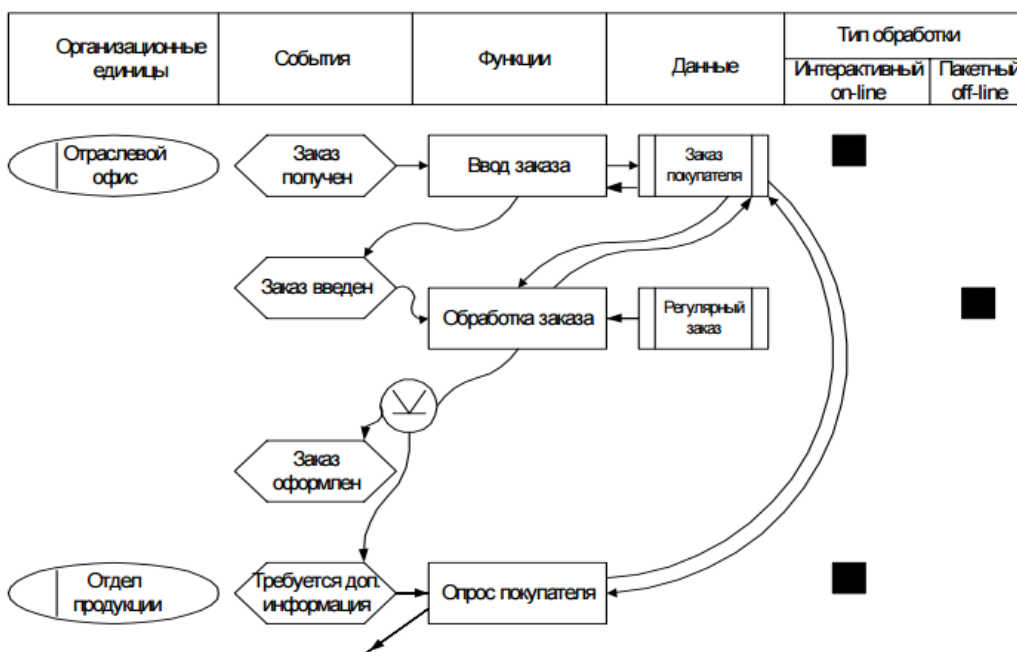 Организационные
единицы
События
Функции
Данные
Тип обработки
Интерактивный
on-line
Пакетный
off-line
Отраслевой
офис
Заказ
получен
Ввод заказа
Заказ
покупателя
Заказ введен
Обработка заказа
Регулярный
заказ
Заказ
оформлен
Отдел
продукции
Требуется доп.
информация
Опрос покупателя